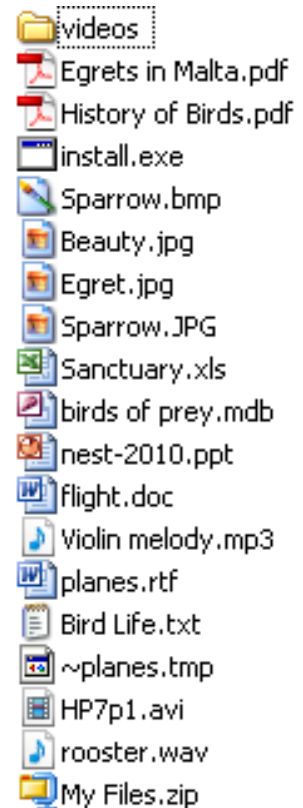 videos
Egrets in Malta.pdf
History of Birds.pdf
install.exe
Sparrow.bmp
Beauty.jpg
Egret.jpg
Sparrow.JPG
Sanctuary.xls
birds of prey.mdb
nest-2010.ppt
flight.doc
Violin melody.mp3
planes.rtf
Bird Life.txt
~planes.tmp
HP7p1.avi
rooster.wav
My Files.zip